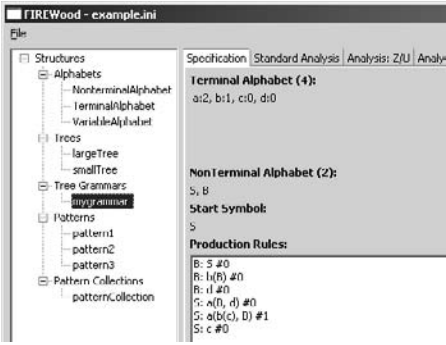 FIREWood - example.ini
File
Structures
Alphabets
NonterminalAlphabet
TerminalAlphabet
VariableAlphabet
Trees
largeTree
smallTree
Tree Grammars
mygrammar
Patterns
pattern1
pattern2
pattern3
Pattern Collections
patternCollection
Specification Standard Analysis Analysis: Z/U
Terminal Alphabet (4):
a:2, b:1, c:0, d:0
NonTerminal Alphabet (2):
S, B
Start Symbol:
S
Production Rules:
B: S #0
B: b(B) #0
B: d #0
S: a(B, d) #0
S: a(b(c), B) #1
S: c #0